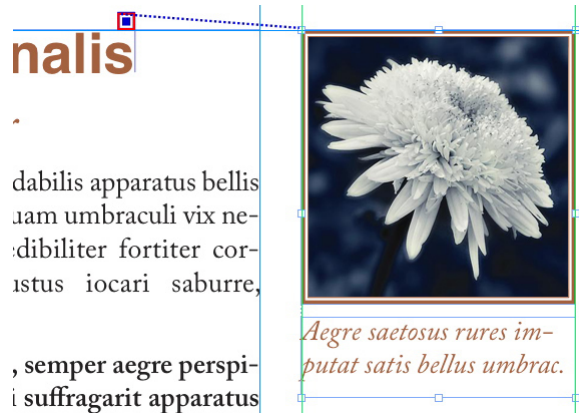 nalis
r
dabilis apparatus bellis
uam umbraculi vix ne-
edibiliter fortiter cor-
ustus iocari saburre,
, semper aegre perspi-
i suffragarit apparatus
Aegre saetosus rures im-
putat satis bellus umbrac.